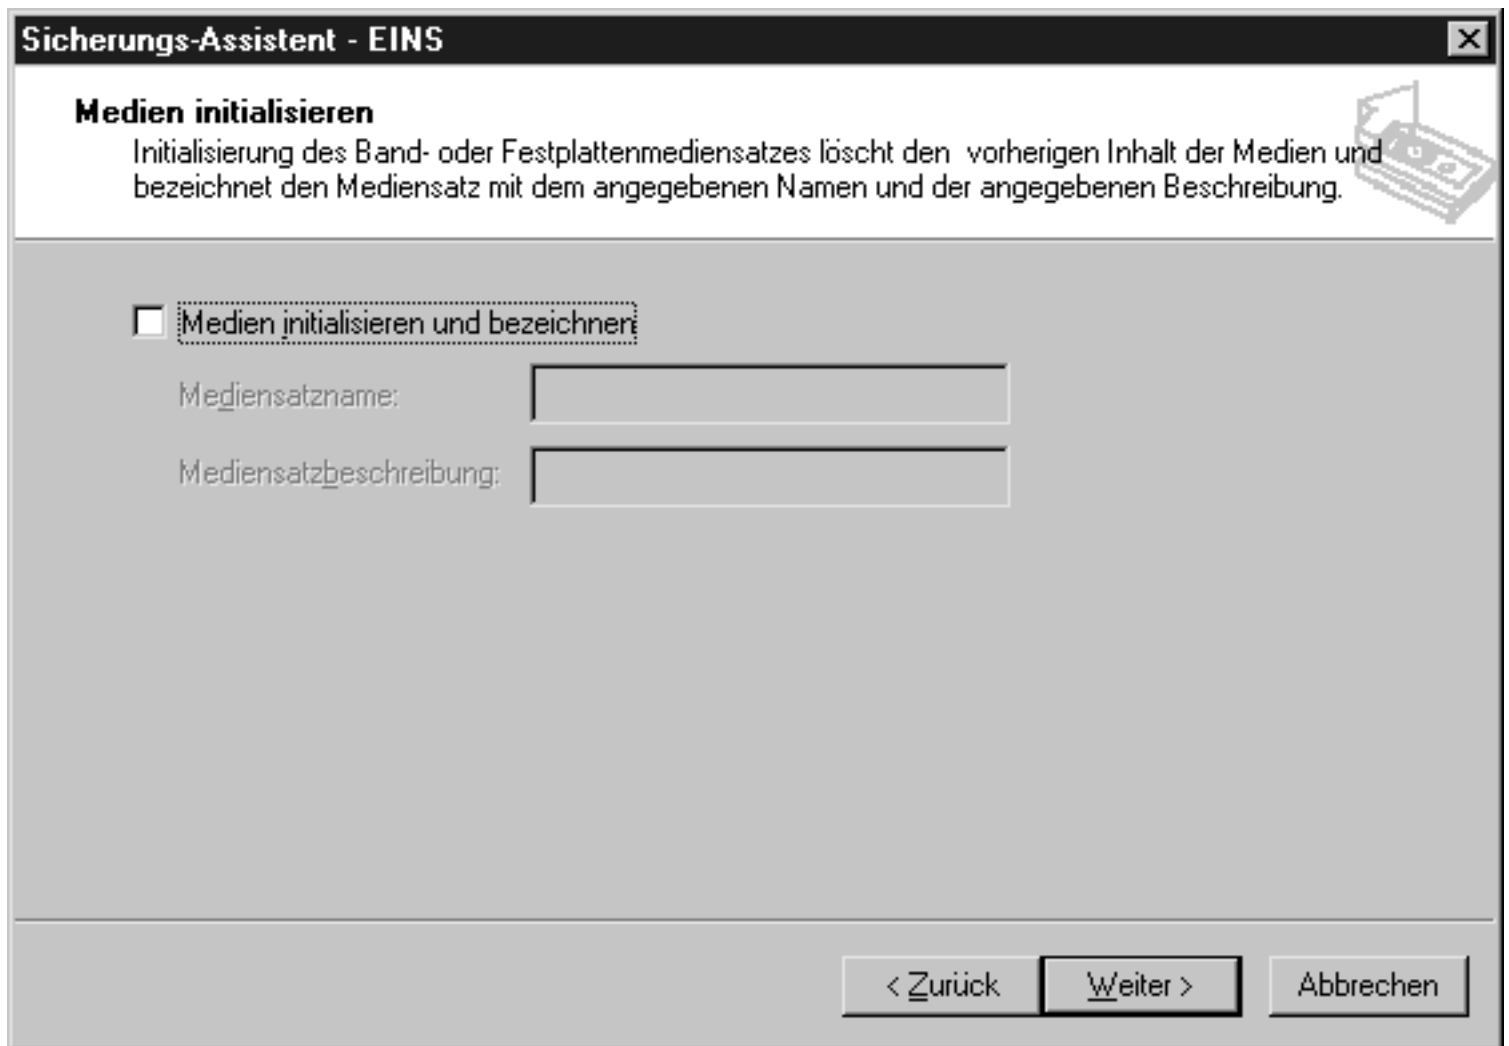 Sicherungs-Assistent - EINS
Medien initialisieren
Initialisierung des Band- oder Festplattenmediensatzes löscht den  vorherigen Inhalt der Medien und
bezeichnet den Mediensatz mit dem angegebenen Namen und der angegebenen Beschreibung.
Medien initialisieren und bezeichnen
Mediensatzname:
Mediensatzbeschreibung:
< Zurück
Weiter >
Abbrechen